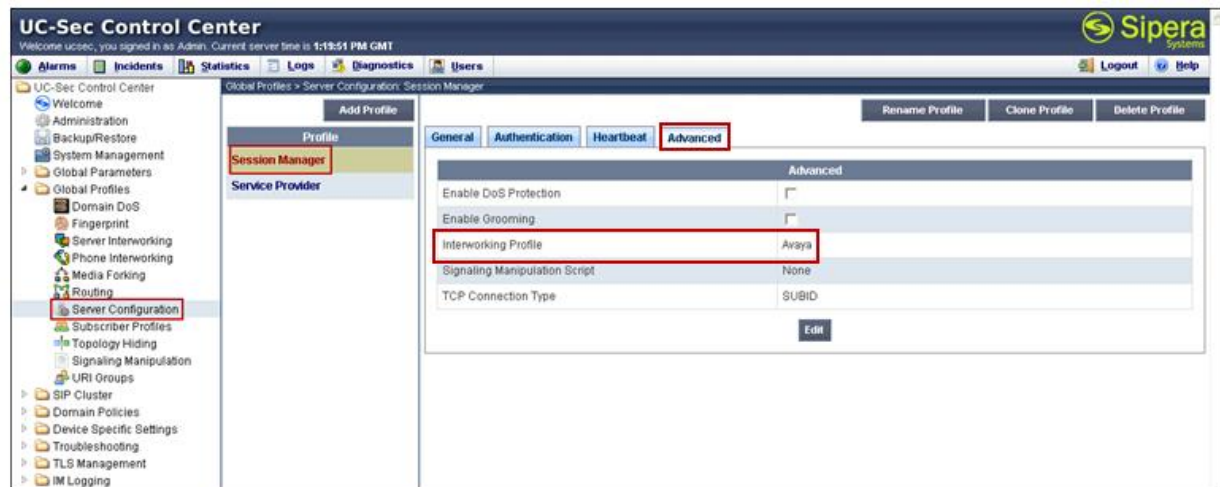 UC-Sec Control Center
Welcome ucsec, you signed in as Admin. Current server time is 1:19:51 PM GMT
Sipera
Systems
Alarms Incidents Statistics Logs Diagnostics Users Logout Help
UC-Sec Control Center
Welcome
Administration
Backup/Restore
System Management
Global Parameters
Global Profiles
Domain DoS
Fingerprint
Server Interworking
Phone Interworking
Media Forking
Routing
Server Configuration
Subscriber Profiles
Topology Hiding
Signaling Manipulation
URI Groups
SIP Cluster
Domain Policies
Device Specific Settings
Troubleshooting
TLS Management
IM Logging
Global Profiles > Server Configuration: Session Manager
Add Profile
Profile
Session Manager
Service Provider
Rename Profile Clone Profile Delete Profile
General Authentication Heartbeat Advanced
Advanced
Enable DoS Protection
Enable Grooming
Interworking Profile Avaya
Signaling Manipulation Script None
TCP Connection Type SUBID
Edit